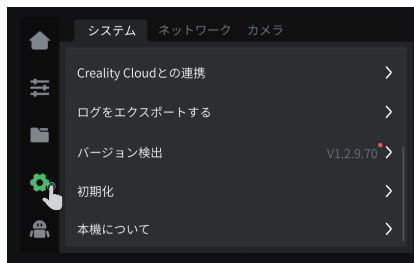 システム ネットワーク カメラ
Creality Cloudとの連携
ログをエクスポートする
バージョン検出 V1.2.9.70
初期化
本機について